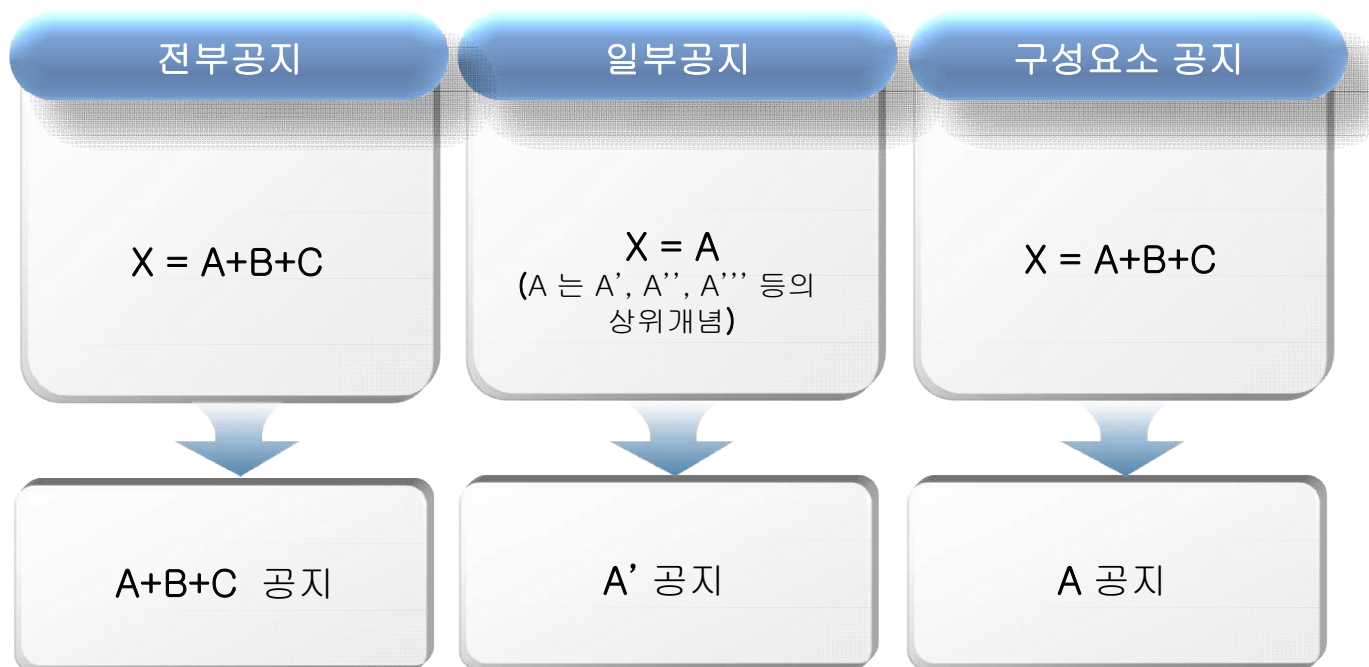 전부공지
일부공지
구성요소 공지
X = A+B+C
X = A
(A 는 A’, A’’, A’’’ 등의
상위개념)
X = A+B+C
A+B+C 공지
A’ 공지
A 공지